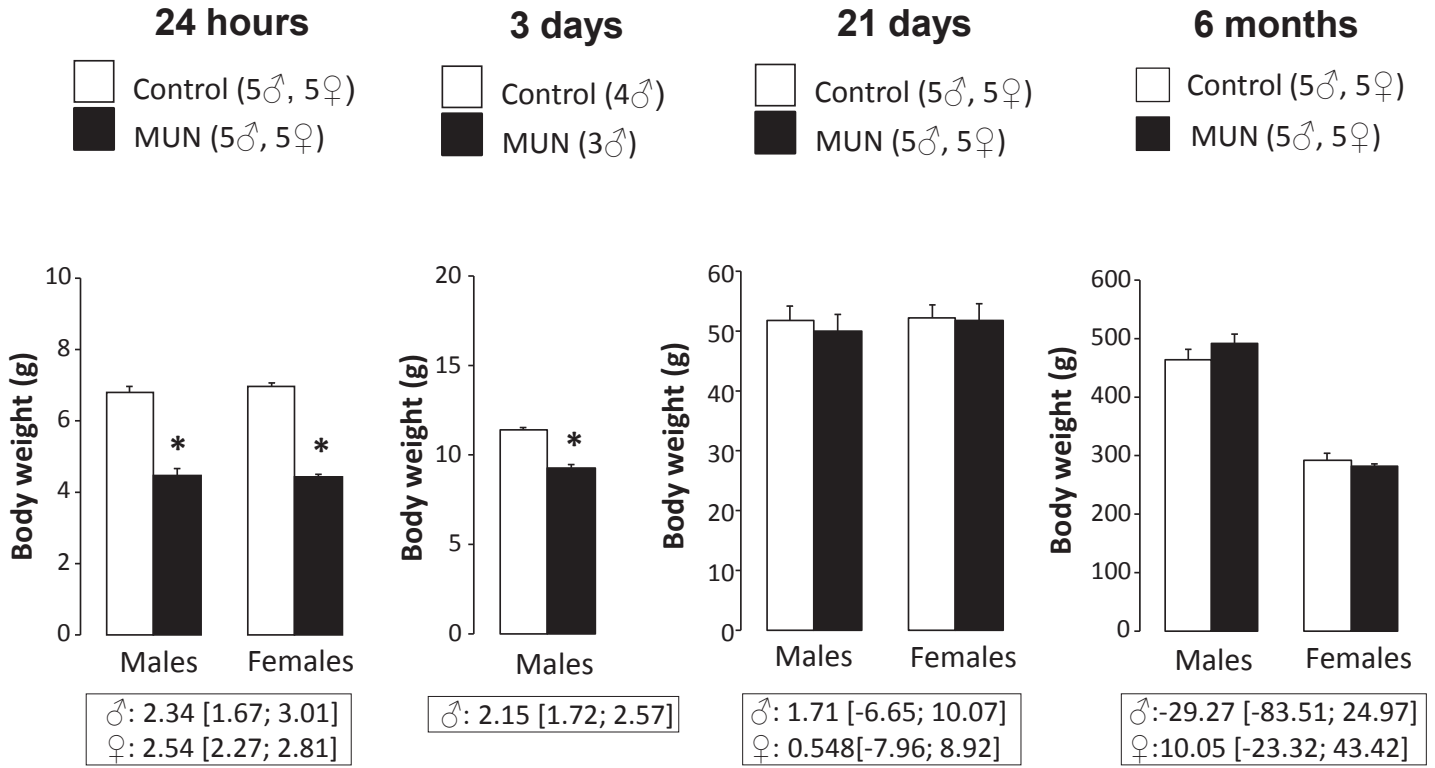 24 hours
Control (5♂, 5♀)
MUN (5♂, 5♀)
10
8
6
4
2
0
Body weight (g)
*
*
Males
Females
♂: 2.34 [1.67; 3.01]
♀: 2.54 [2.27; 2.81]
3 days
Control (4♂)
MUN (3♂)
20
15
10
5
0
Body weight (g)
*
Males
♂: 2.15 [1.72; 2.57]
21 days
Control (5♂, 5♀)
MUN (5♂, 5♀)
60
50
40
30
20
10
0
Body weight (g)
Males
Females
♂: 1.71 [-6.65; 10.07]
♀: 0.548[-7.96; 8.92]
6 months
Control (5♂, 5♀)
MUN (5♂, 5♀)
600
500
400
300
200
100
0
Body weight (g)
Males
Females
♂:-29.27 [-83.51; 24.97]
♀:10.05 [-23.32; 43.42]